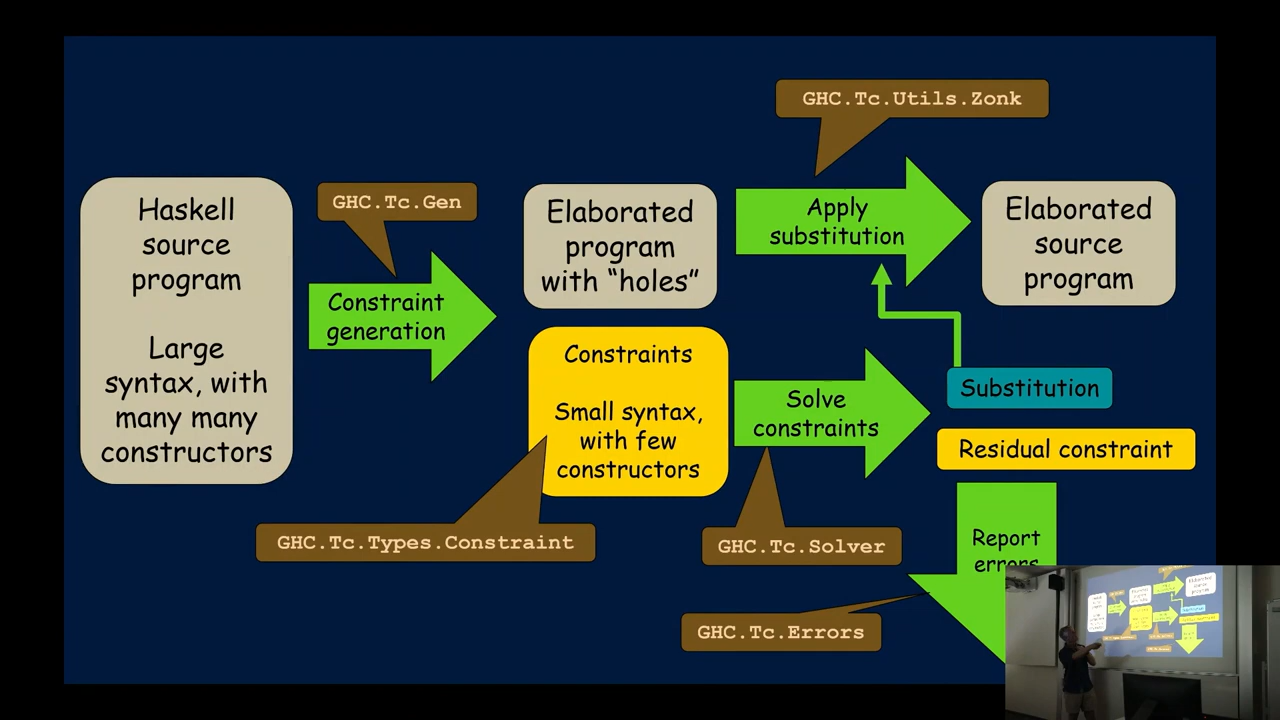 GHC.Tc.Utils.Zonk
Haskell
source
program
Large
syntax, with
many many
constructors
GHC.Tc.Gen
Constraint
generation
Elaborated
program
with “holes”
Apply
substitution
Elaborated
source
program
Constraints
Small syntax,
with few
constructors
Solve
constraints
Substitution
Residual constraint
GHC.Tc.Types.Constraint
GHC.Tc.Solver
Report
errors
GHC.Tc.Errors